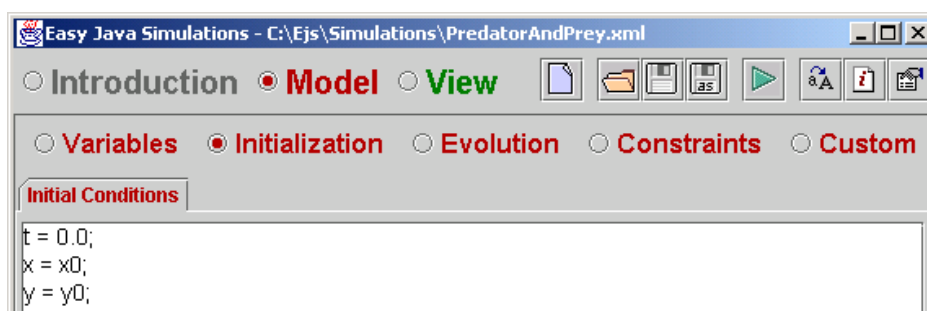 Easy Java Simulations - C:\Ejs\Simulations\PredatorAndPrey.xml
Introduction Model View as áA i
Variables Initialization Evolution Constraints Custom
Initial Conditions
t = 0.0;
x = x0;
y = y0;